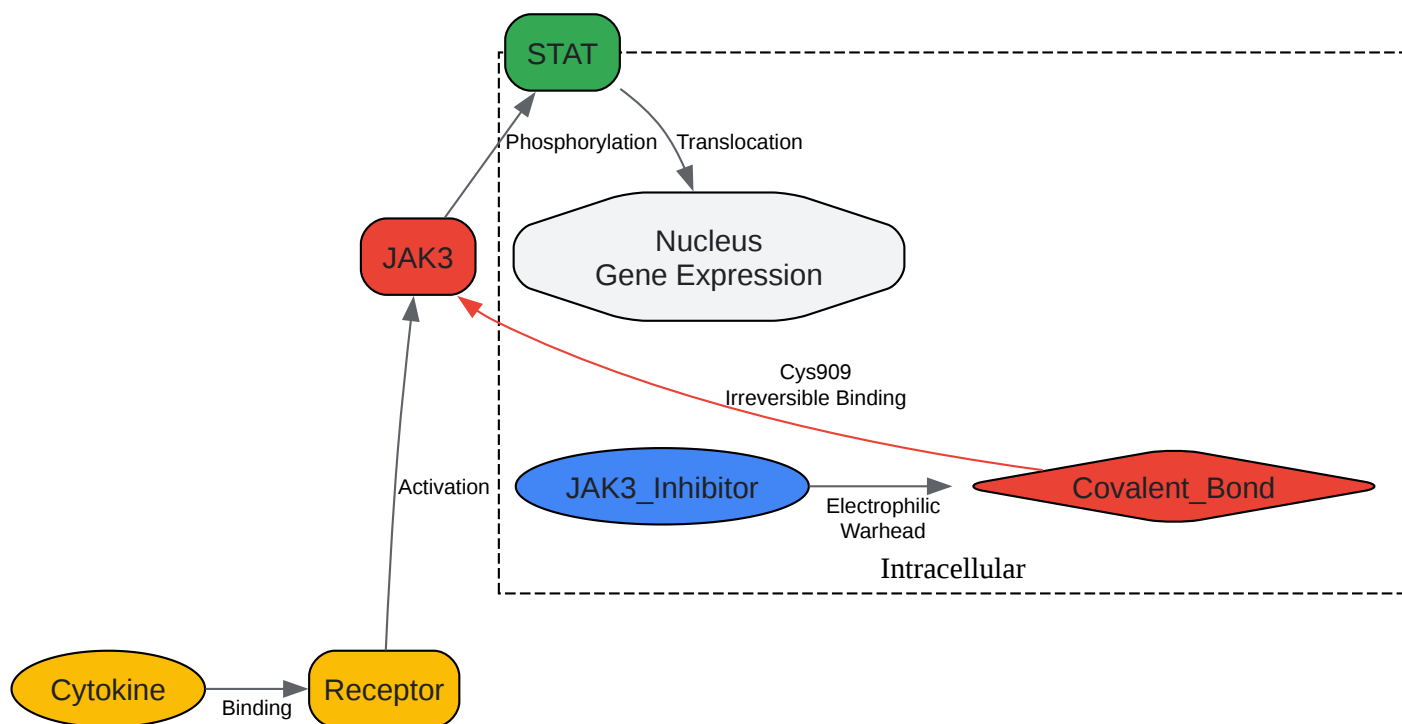 STAT
Phosphorylation
Translocation
JAK3
Nucleus
Gene Expression
Cys909
Irreversible Binding
Activation
JAK3_Inhibitor
Electrophilic
Warhead
Covalent_Bond
Intracellular
Cytokine
Binding
Receptor